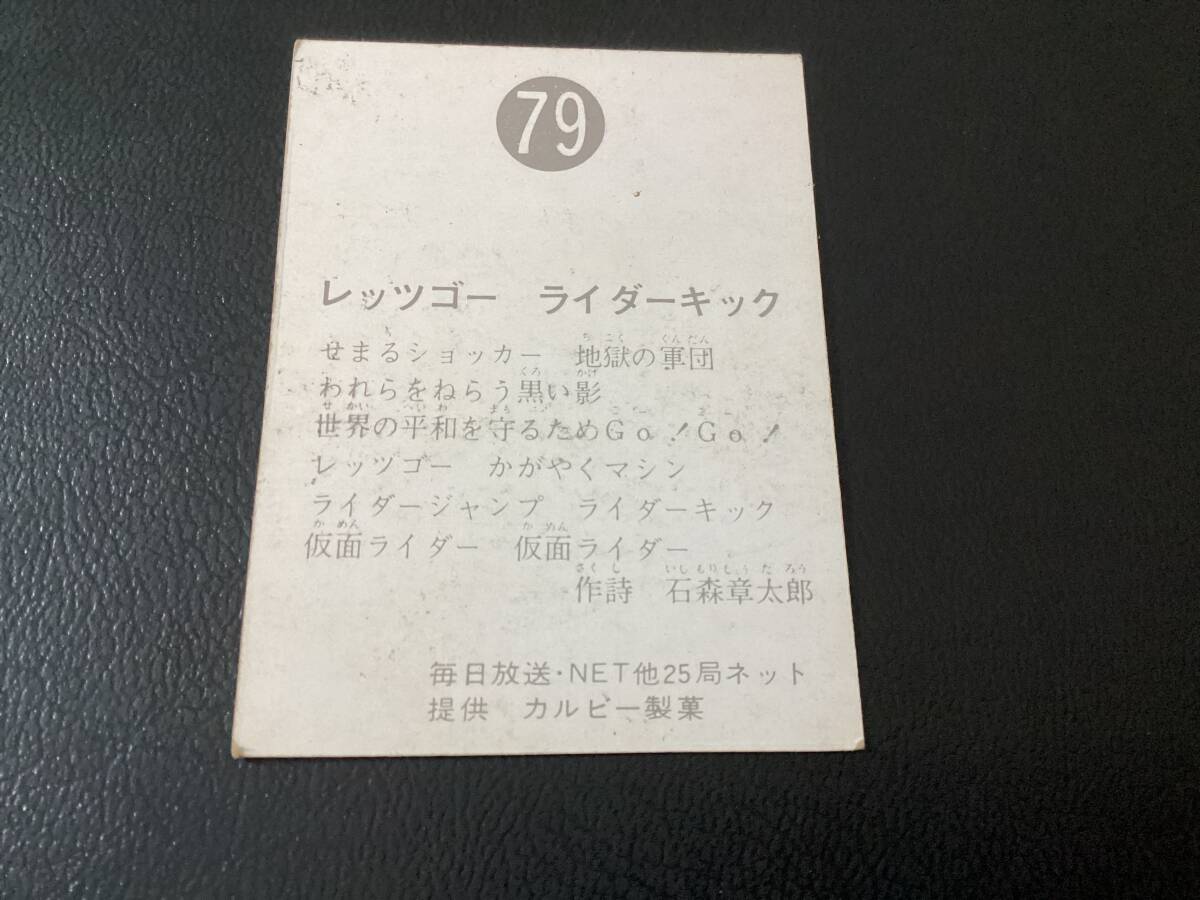 79
レッツゴー　ライダーキック
せまるショッカー　地獄の軍団
われらをねらう黒い影
世界の平和を守るためGo！Go！
レッツゴー　かがやくマシン
ライダージャンプ　ライダーキック
仮面ライダー　仮面ライダー
作詩　石森章太郎
毎日放送・NET他25局ネット
提供　カルビー製菓